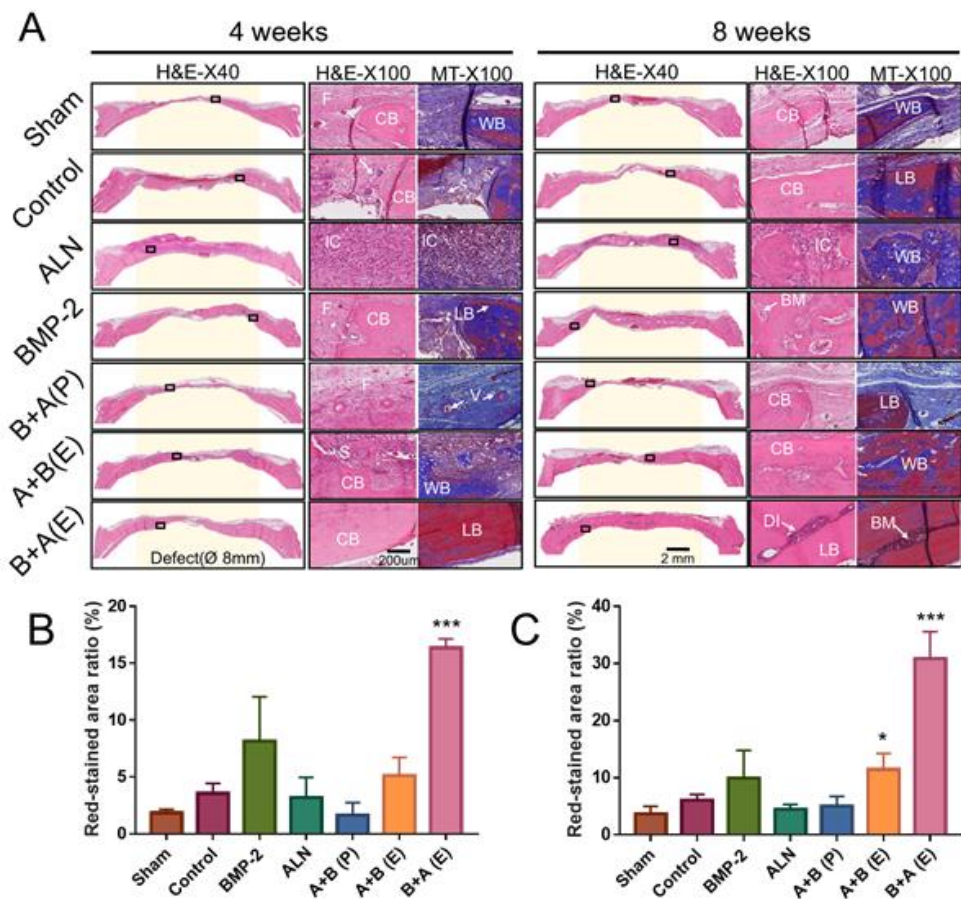 A
4 weeks
8 weeks
H&E-X40 H&E-X100 MT-X100 H&E-X40 H&E-X100 MT-X100
Sham F CB WB CB WB
Control S CB S CB LB
ALN IC IC IC WB
BMP-2 F CB LB BM WB
B+A(P) F V CB LB
A+B(E) S CB WB CB WB
B+A(E) CB LB DI LB BM
Defect(Ø 8mm) 200um 2 mm
B
Red-stained area ratio (%)
20
15
10
5
0
***
Sham Control BMP-2 ALN A+B (P) A+B (E) B+A (E)
C
Red-stained area ratio (%)
40
30
20
10
0
*
***
Sham Control BMP-2 ALN A+B (P) A+B (E) B+A (E)